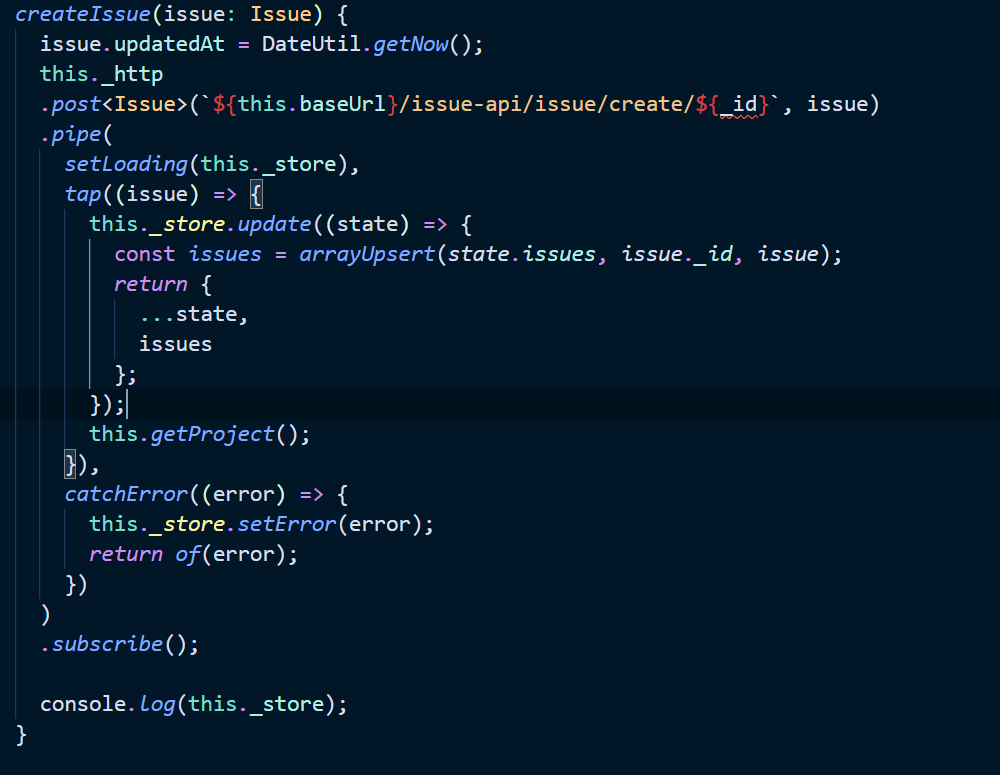 createIssue(issue: Issue) {
issue.updatedAt = DateUtil.getNow();
this._http
.post<Issue>(`${this.baseUrl}/issue-api/issue/create/${_id}`, issue)
.pipe(
setLoading(this._store),
tap((issue) => {
this._store.update((state) => {
const issues = arrayUpsert(state.issues, issue._id, issue);
return {
...state,
issues
};
});
this.getProject();
}),
catchError((error) => {
this._store.setError(error);
return of(error);
})
)
.subscribe();
console.log(this._store);
}